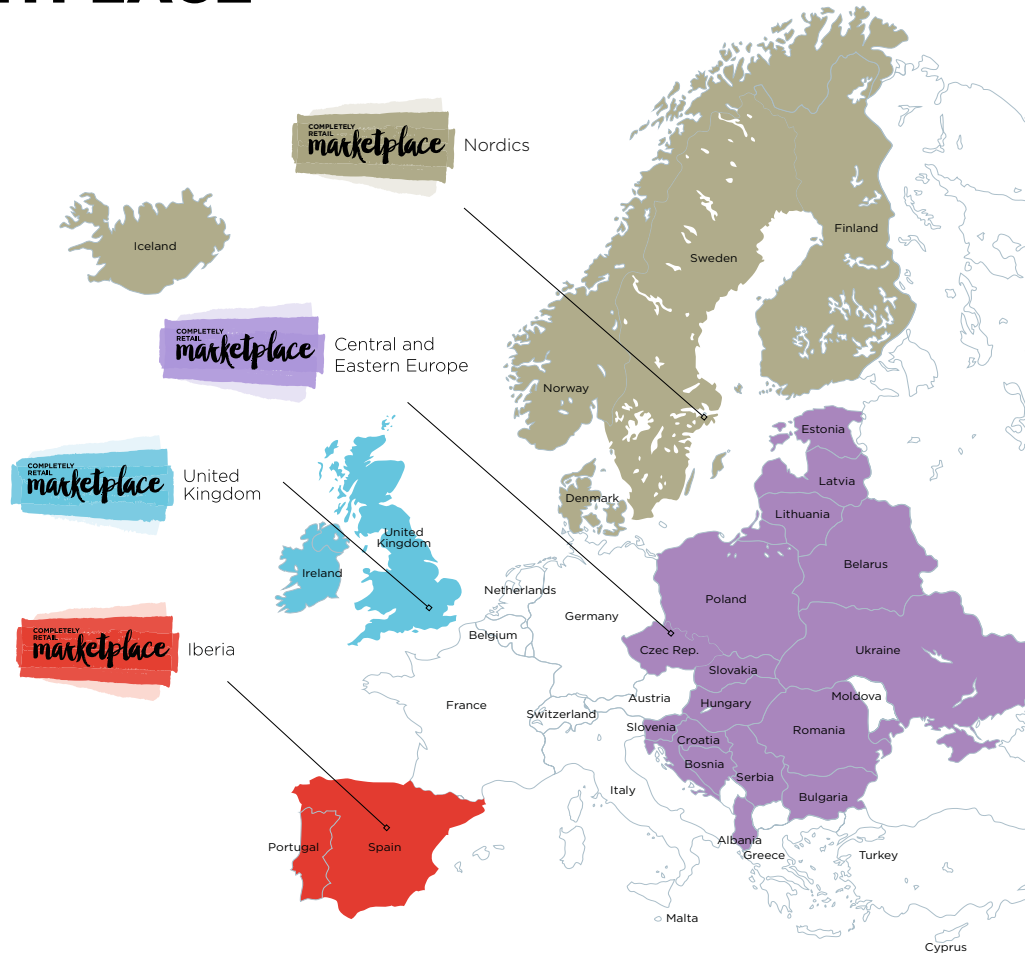 COMPLETELY
RETAIL
marketplace
Nordics
Iceland
Finland
Sweden
COMPLETELY
RETAIL
marketplace
Central and
Eastern Europe
Norway
Estonia
COMPLETELY
RETAIL
marketplace
United
Kingdom
Latvia
Denmark
Lithuania
United
Kingdom
Belarus
Ireland
Netherlands
Poland
Germany
COMPLETELY
RETAIL
marketplace
Iberia
Belgium
Czec Rep.
Ukraine
Slovakia
Austria
Moldova
France
Hungary
Switzerland
Slovenia
Romania
Croatia
Bosnia
Serbia
Italy
Bulgaria
Albania
Portugal
Spain
Greece
Turkey
Malta
Cyprus